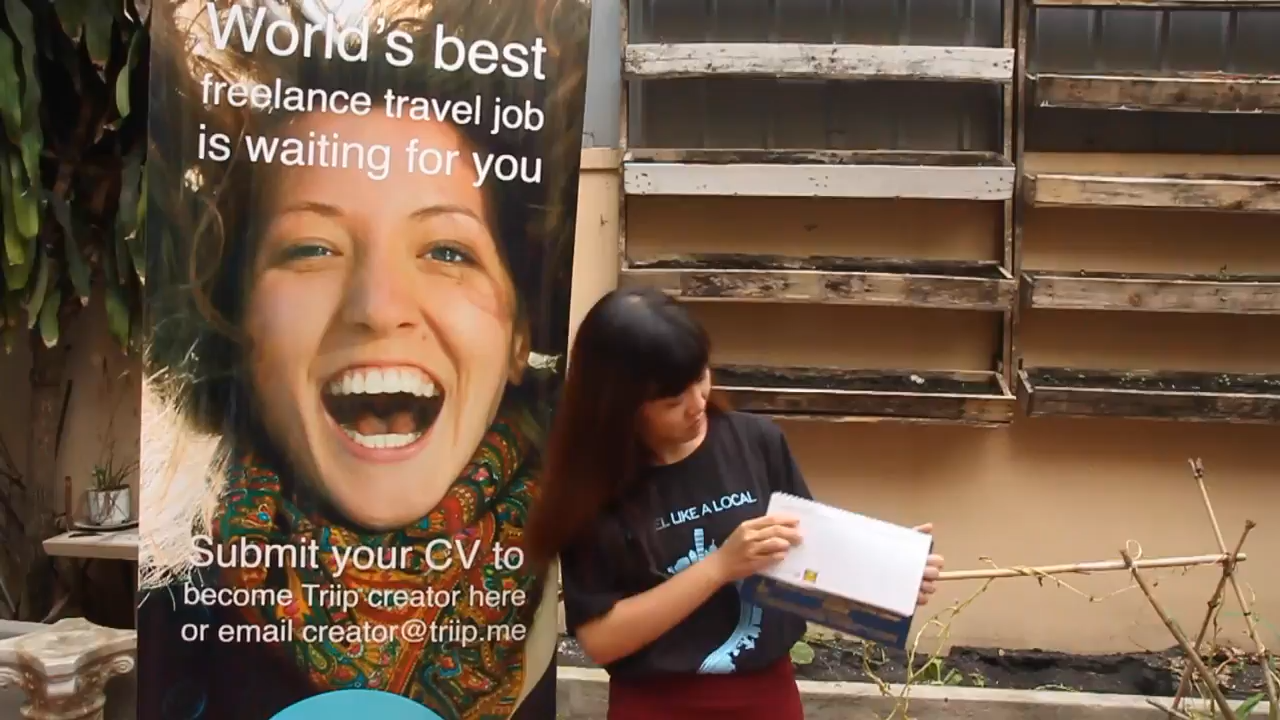 World's best
freelance travel job
is waiting for you
Submit your CV to
become Triip creator here
or email creator@triip.me
LIKE A LOCAL